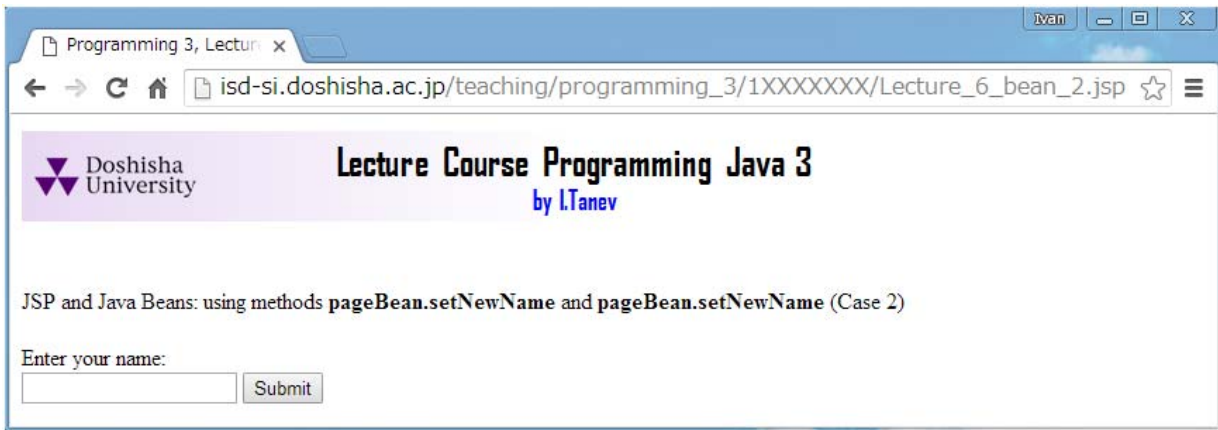 Ivan
Programming 3, Lectur
isd-si.doshisha.ac.jp/teaching/programming_3/1XXXXXXX/Lecture_6_bean_2.jsp
Doshisha
University
Lecture Course Programming Java 3
by I.Tanev
JSP and Java Beans: using methods pageBean.setNewName and pageBean.setNewName (Case 2)
Enter your name:
Submit